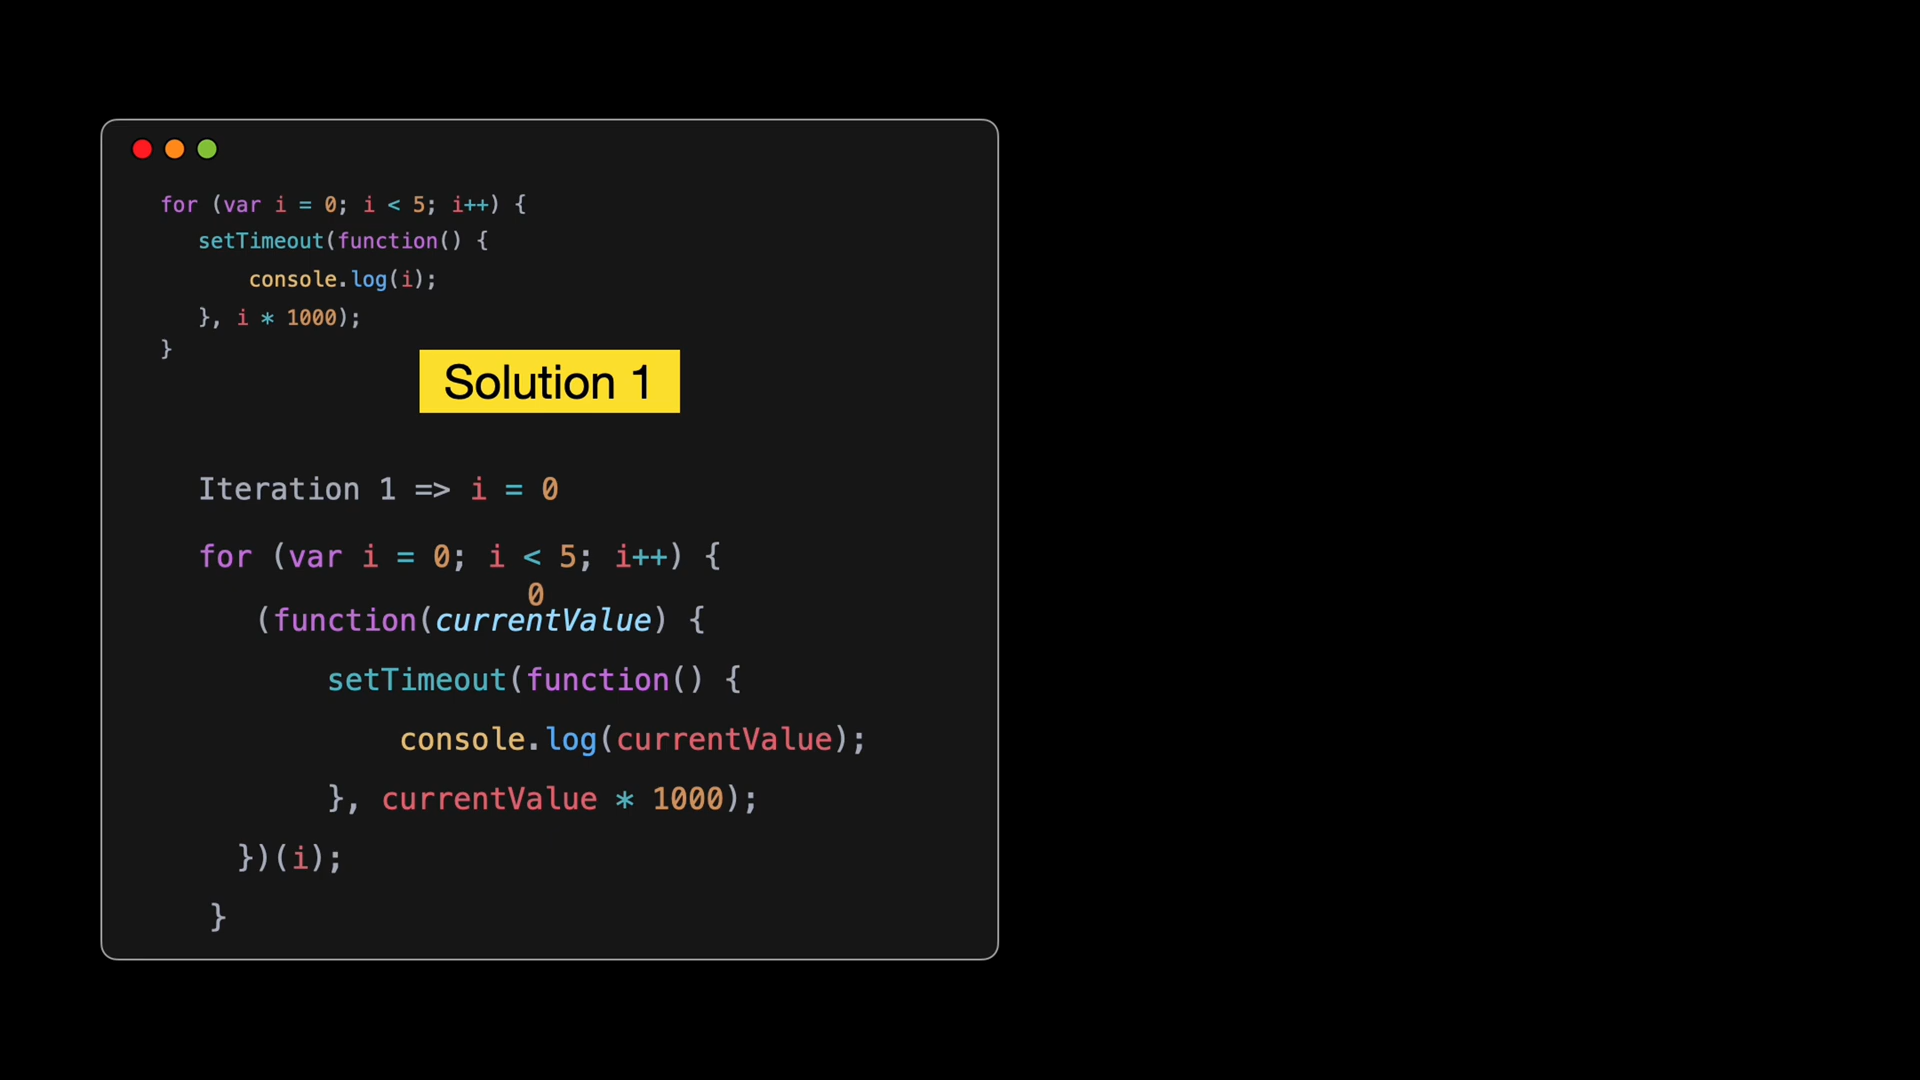 for (var i = 0; i < 5; i++) {
setTimeout(function() {
console.log(i);
}, i * 1000);
}
Solution 1
Iteration 1 => i = 0
for (var i = 0; i < 5; i++) {
0
(function(currentValue) {
setTimeout(function() {
console.log(currentValue);
}, currentValue * 1000);
})(i);
}